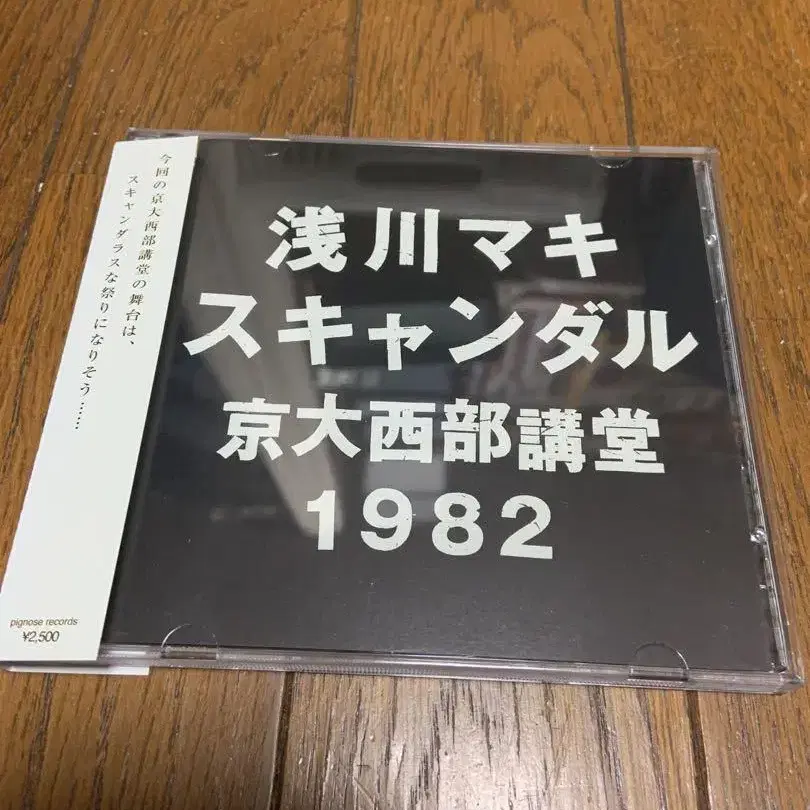 今回の京大西部講堂の舞台は、
スキャンダラスな祭りになりそう……
浅川マキ
スキャンダル
京大西部講堂
1982
pignose records
¥2,500